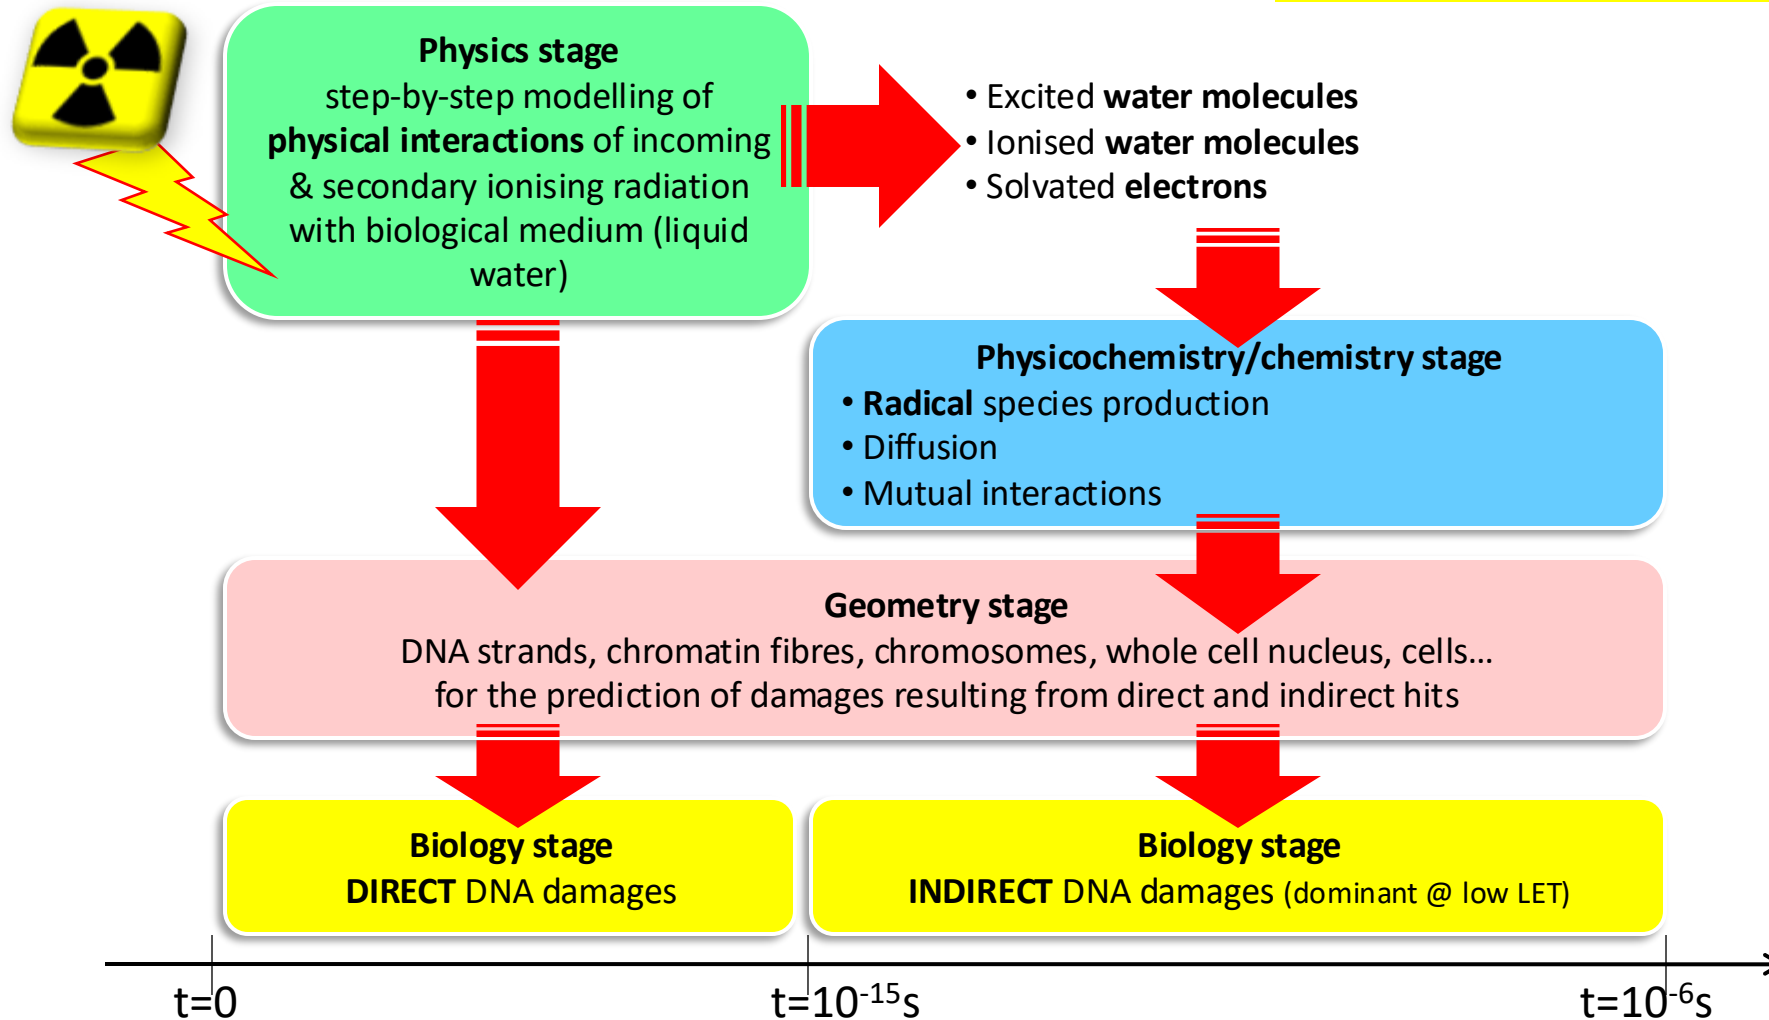 Physics stage
step-by-step modelling of
physical interactions of incoming
& secondary ionising radiation
with biological medium (liquid
water)
• Excited water molecules
• Ionised water molecules
• Solvated electrons
Physicochemistry/chemistry stage
• Radical species production
• Diffusion
• Mutual interactions
Geometry stage
DNA strands, chromatin fibres, chromosomes, whole cell nucleus, cells…
for the prediction of damages resulting from direct and indirect hits
Biology stage
DIRECT DNA damages
Biology stage
INDIRECT DNA damages (dominant @ low LET)
t=0
t=10⁻¹⁵s
t=10⁻⁶s